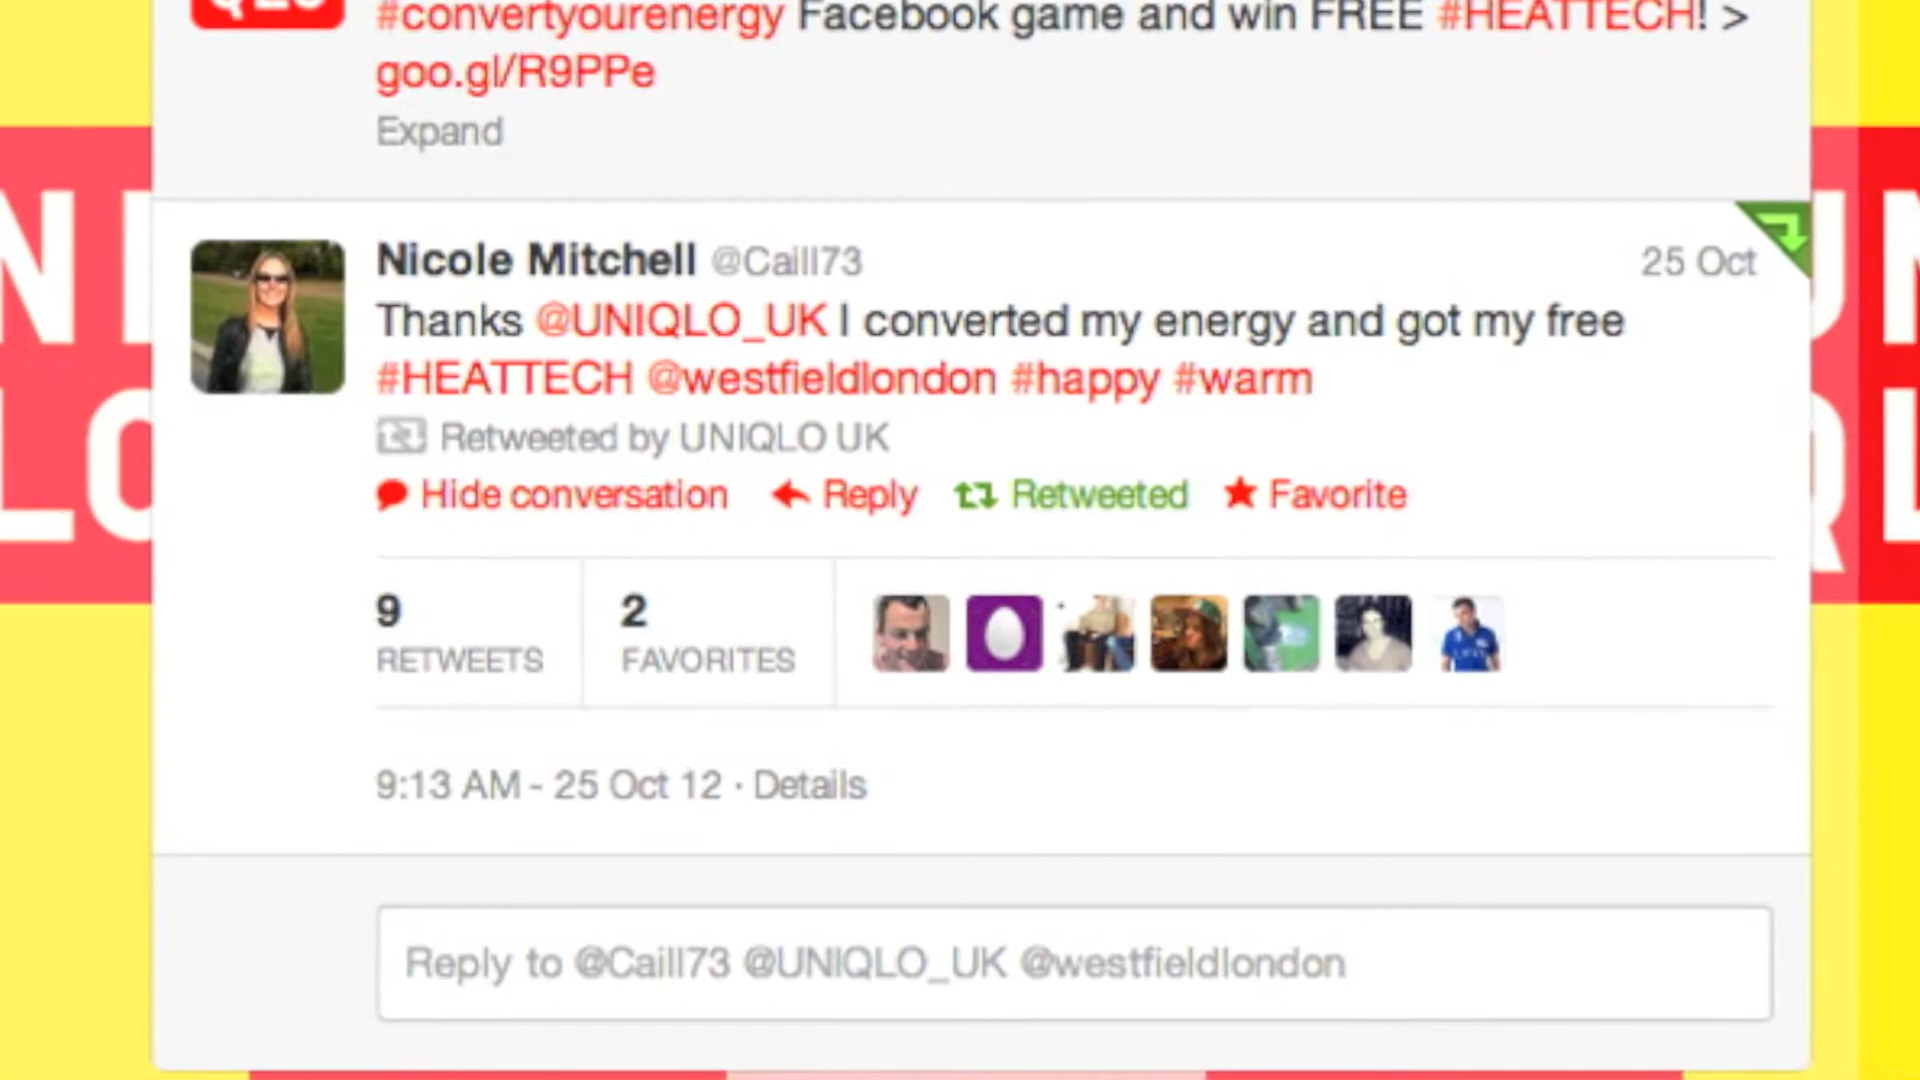 #convertyourenergy Facebook game and win FREE #HEATTECH! >
goo.gl/R9PPe
Expand
Nicole Mitchell @Caill73 25 Oct
Thanks @UNIQLO_UK I converted my energy and got my free
#HEATTECH @westfieldlondon #happy #warm
Retweeted by UNIQLO UK
Hide conversation Reply Retweeted Favorite
9 2
RETWEETS FAVORITES
9:13 AM - 25 Oct 12 · Details
Reply to @Caill73 @UNIQLO_UK @westfieldlondon